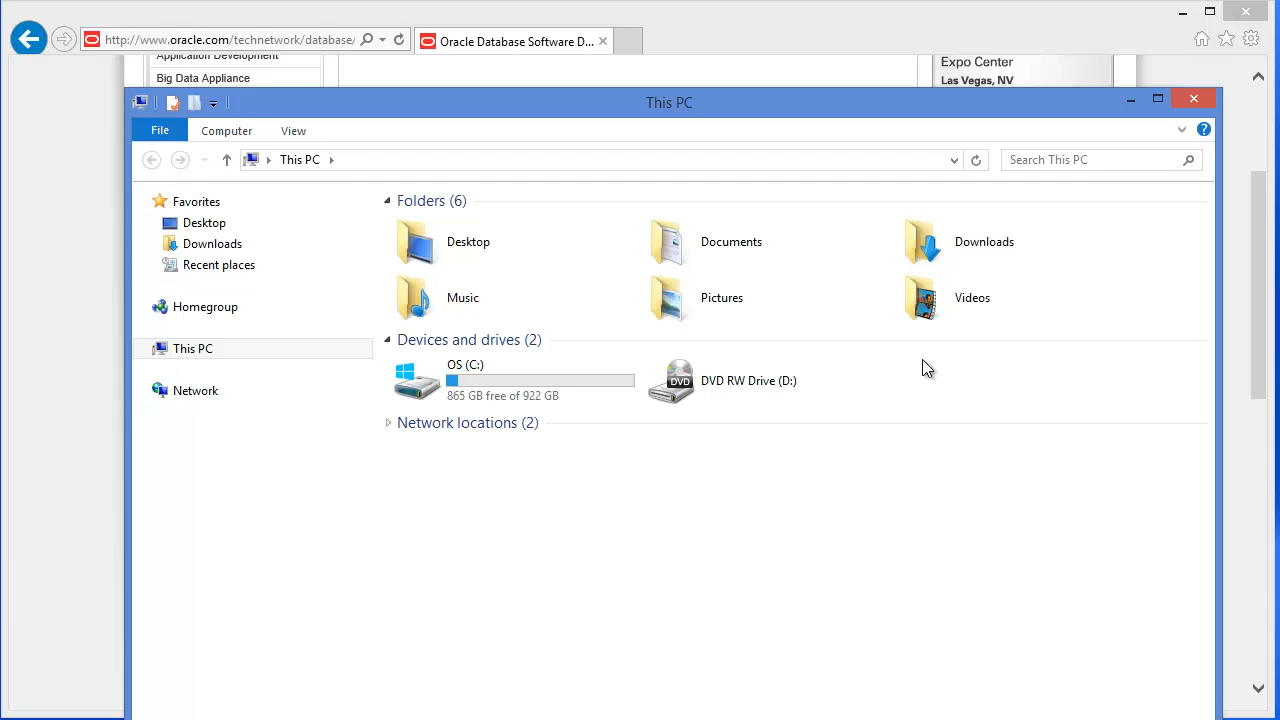 http://www.oracle.com/technetwork/database/
Oracle Database Software D...
Application Development
Big Data Appliance
Expo Center
Las Vegas, NV
This PC
File
Computer
View
This PC
Search This PC
Favorites
Desktop
Downloads
Recent places
Homegroup
This PC
Network
Folders (6)
Desktop
Documents
Downloads
Music
Pictures
Videos
Devices and drives (2)
OS (C:)
865 GB free of 922 GB
DVD
DVD RW Drive (D:)
Network locations (2)